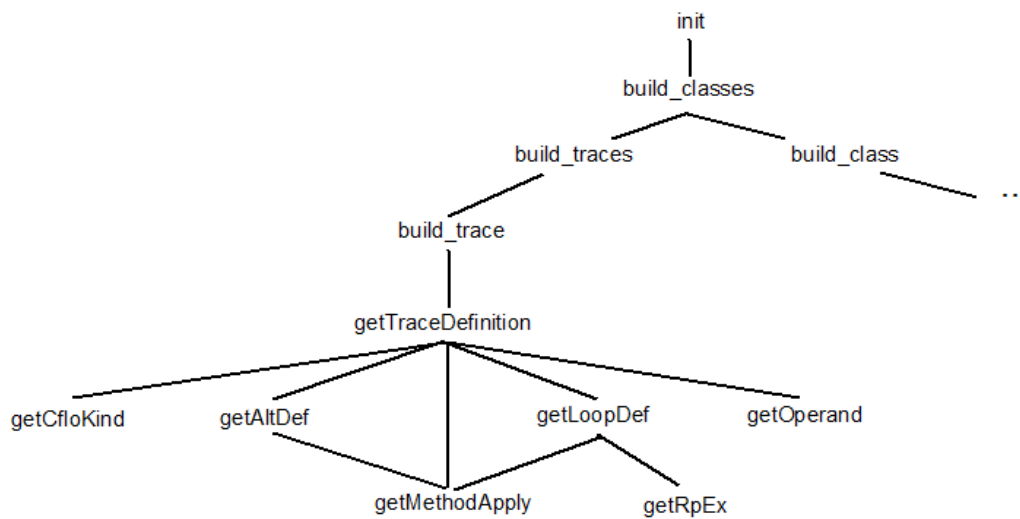 init
build_classes
build_traces build_class
..
build_trace
getTraceDefinition
getCfloKind getAltDef getLoopDef getOperand
getMethodApply getRpEx